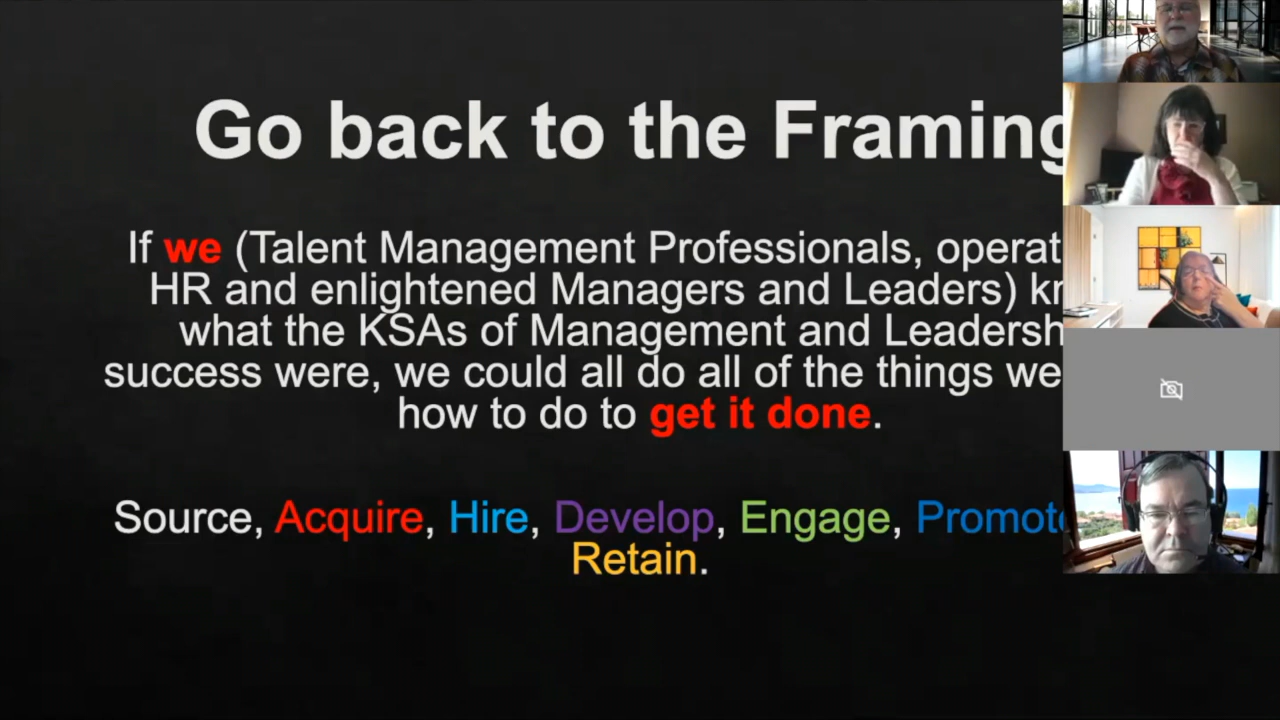 Go back to the Framing
If we (Talent Management Professionals, operat
HR and enlightened Managers and Leaders) kn
what the KSAs of Management and Leadersh
success were, we could all do all of the things we
how to do to get it done.
Source, Acquire, Hire, Develop, Engage, Promote
Retain.